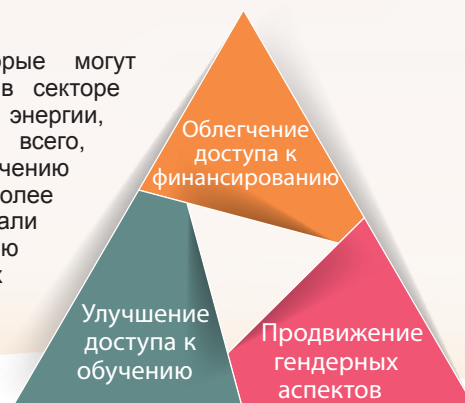 орые могут
в секторе
энергии,
всего,
чению
олее
али
ю
х
Облегчение
доступа к
финансированию
Улучшение
доступа к
обучению
Продвижение
гендерных
аспектов